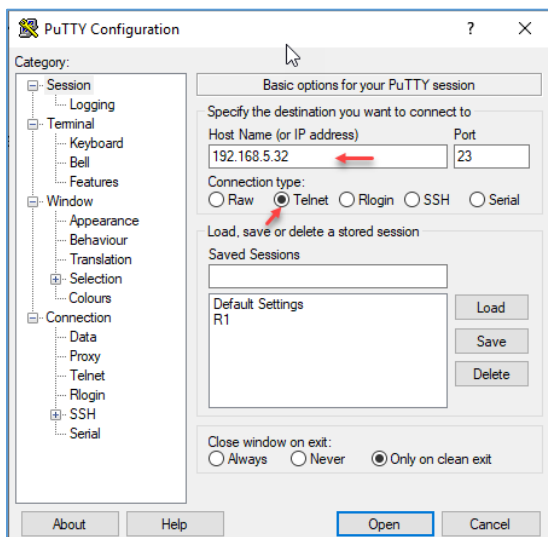 PuTTY Configuration ? ×
Category:
Session
Logging
Terminal
Keyboard
Bell
Features
Window
Appearance
Behaviour
Translation
Selection
Colours
Connection
Data
Proxy
Telnet
Rlogin
SSH
Serial
Basic options for your PuTTY session
Specify the destination you want to connect to
Host Name (or IP address) Port
192.168.5.32 23
Connection type:
Raw Telnet Rlogin SSH Serial
Load, save or delete a stored session
Saved Sessions
Default Settings
R1
Load
Save
Delete
Close window on exit:
Always Never Only on clean exit
About Help Open Cancel